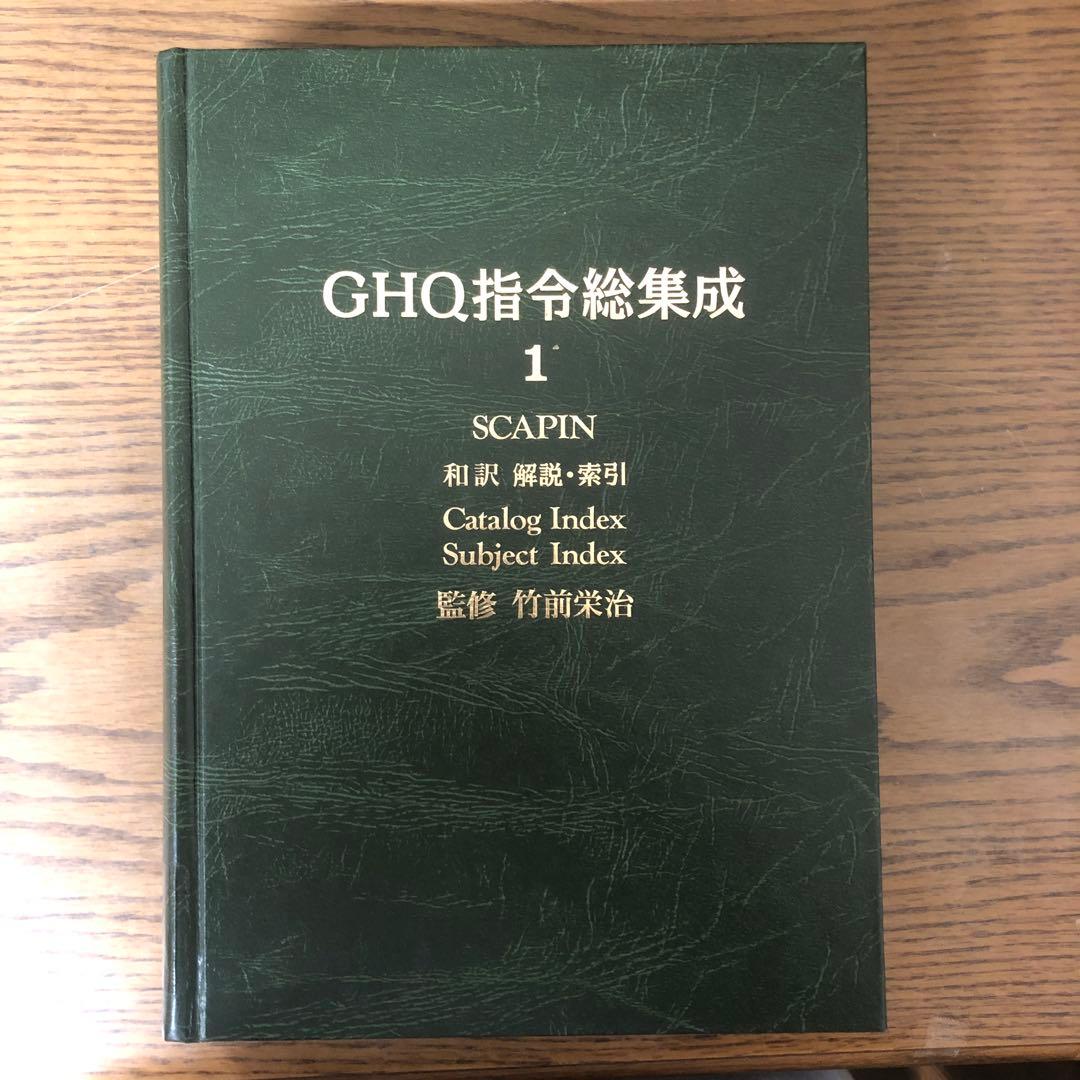 GHQ指令総集成
1
SCAPIN
和訳 解説・索引
Catalog Index
Subject Index
監修 竹前栄治